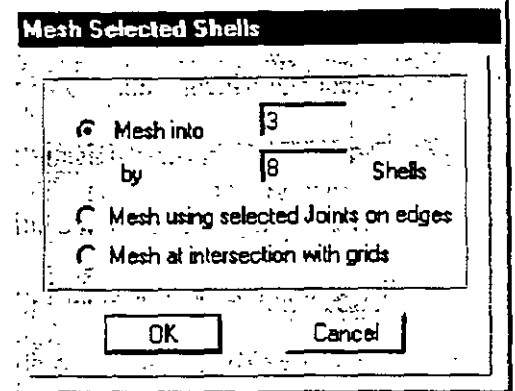 Mesh Selected Shells
Mesh into 3
by 8 Shells
Mesh using selected Joints on edges
Mesh at intersection with grids
OK Cancel